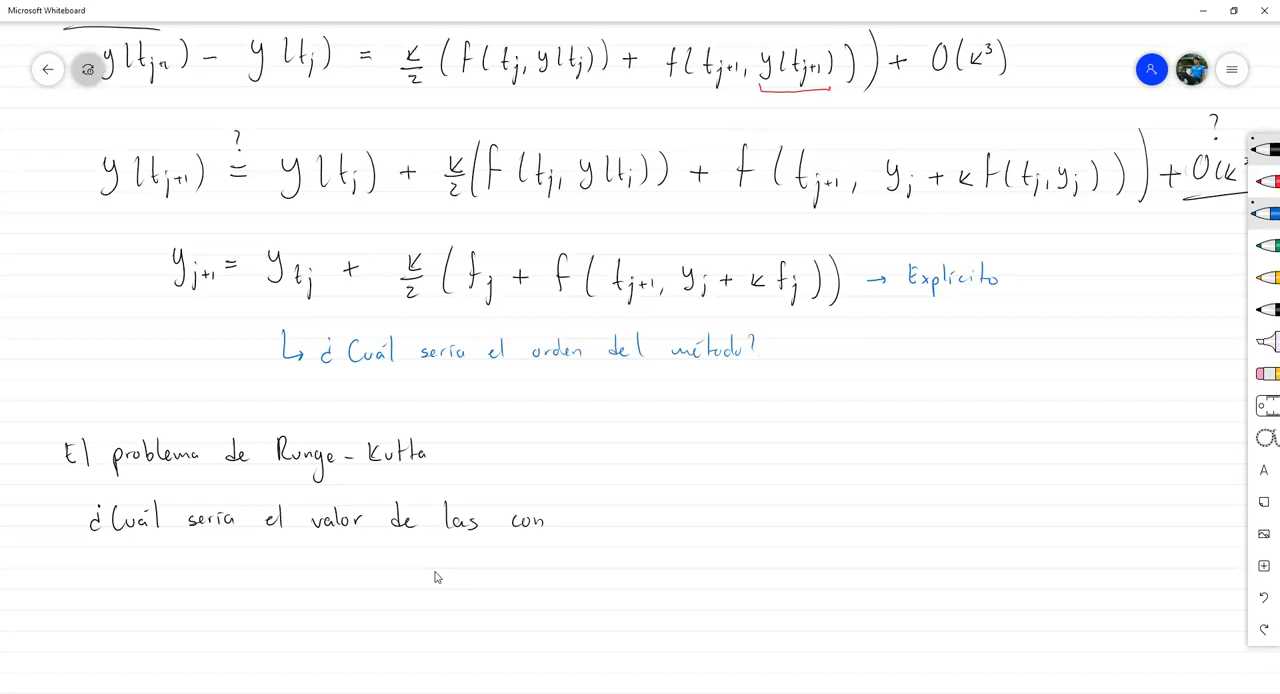 Microsoft Whiteboard
y(t_{j+1}) - y(t_j) = k/2 (f(t_j, y(t_j)) + f(t_{j+1}, y(t_{j+1}))) + O(k³)
? ?
y(t_{j+1}) = y(t_j) + k/2 (f(t_j, y(t_j)) + f(t_{j+1}, y_j + k f(t_j, y_j))) + O(k³
y_{j+1} = y_{t_j} + k/2 (f_j + f(t_{j+1}, y_j + k f_j)) → Explícito
↳ ¿Cuál sería el orden del método?
El problema de Runge-Kutta
¿Cuál sería el valor de las con
A